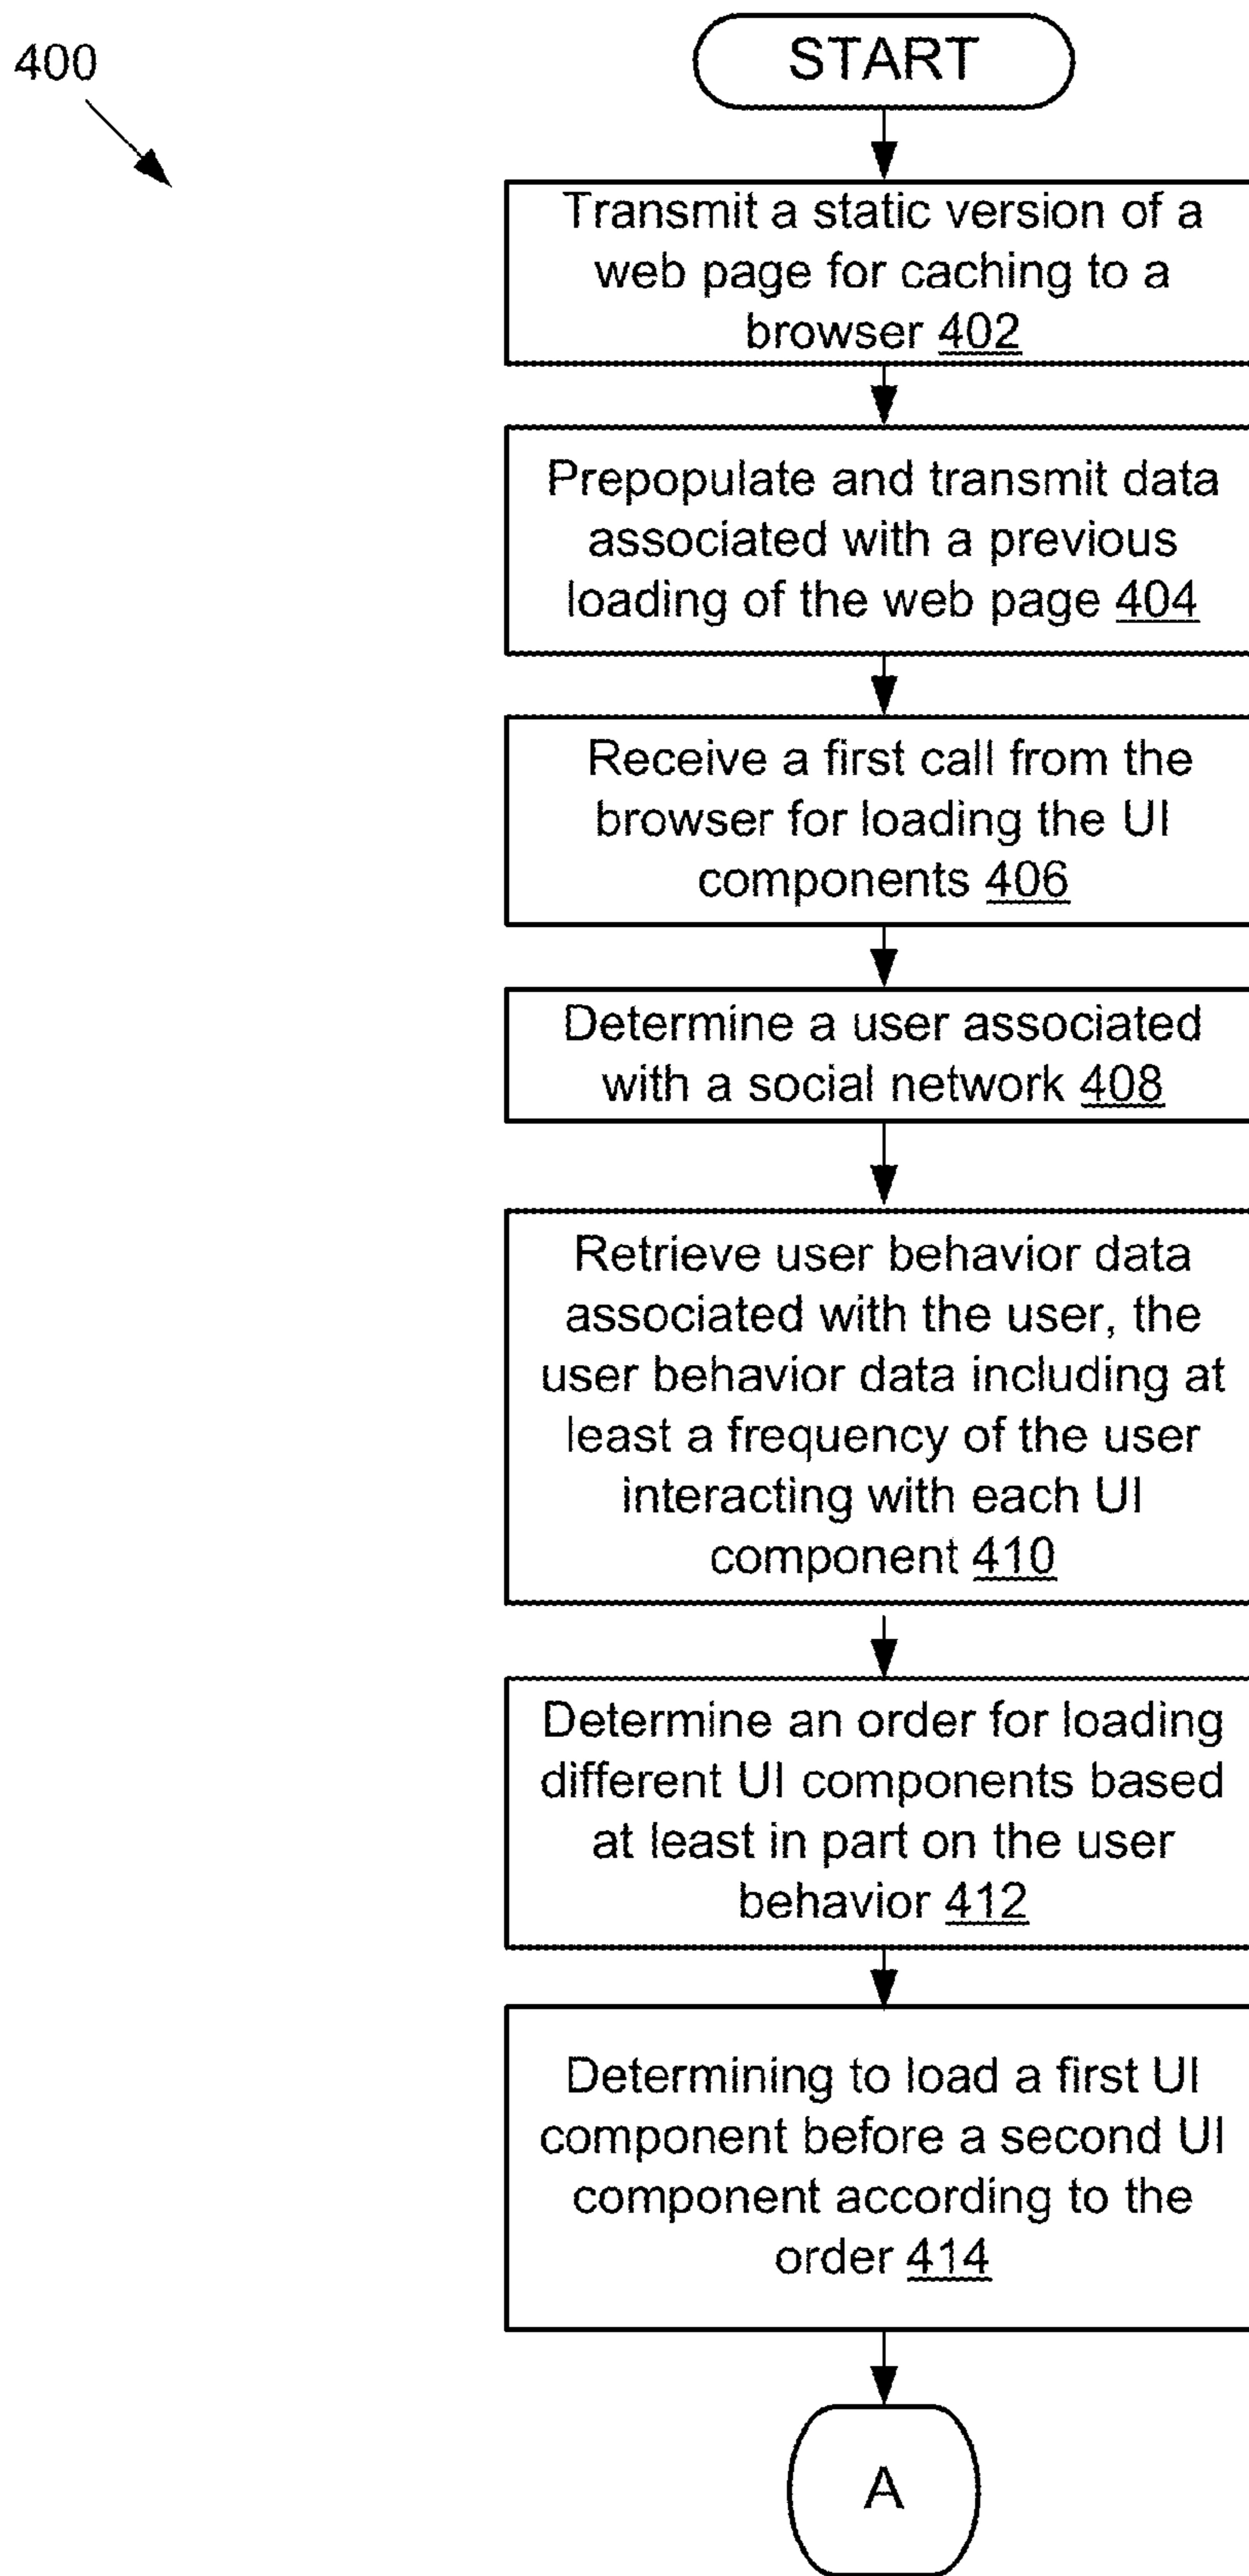 400
START
Transmit a static version of a
web page for caching to a
browser 402
Prepopulate and transmit data
associated with a previous
loading of the web page 404
Receive a first call from the
browser for loading the UI
components 406
Determine a user associated
with a social network 408
Retrieve user behavior data
associated with the user, the
user behavior data including at
least a frequency of the user
interacting with each UI
component 410
Determine an order for loading
different UI components based
at least in part on the user
behavior 412
Determining to load a first UI
component before a second UI
component according to the
order 414
A